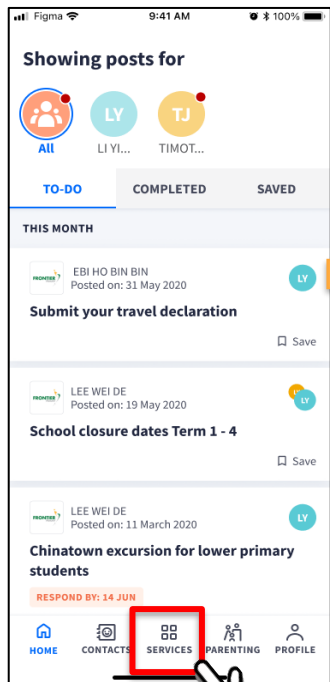 Figma 9:41 AM 100%
Showing posts for
LY TJ
All LI YI... TIMOT...
TO-DO COMPLETED SAVED
THIS MONTH
FRONTIER EBI HO BIN BIN
Posted on: 31 May 2020 LY
Submit your travel declaration
Save
FRONTIER LEE WEI DE
Posted on: 19 May 2020 LY
School closure dates Term 1 - 4
Save
FRONTIER LEE WEI DE
Posted on: 11 March 2020 LY
Chinatown excursion for lower primary
students
RESPOND BY: 14 JUN
HOME CONTACTS SERVICES PARENTING PROFILE